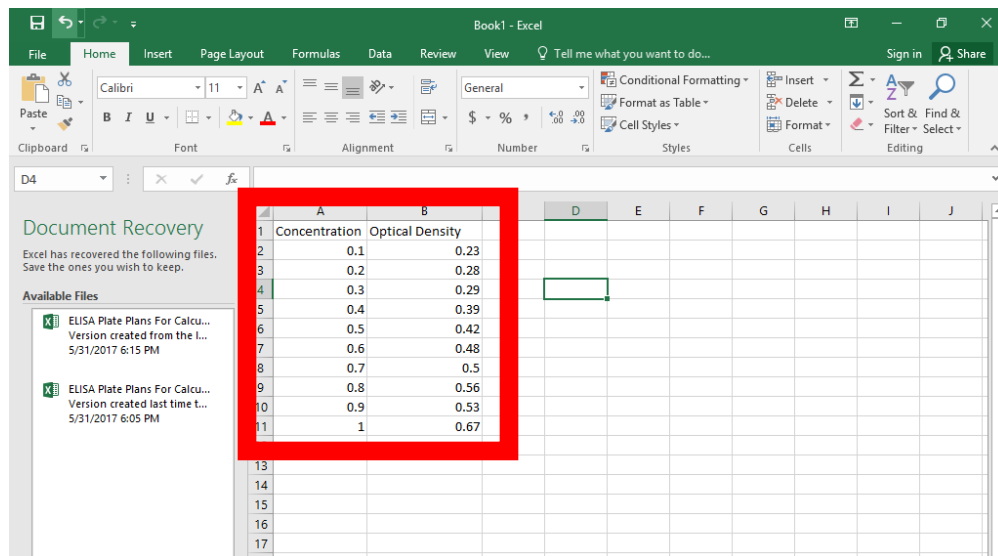 Book1 - Excel
File Home Insert Page Layout Formulas Data Review View Tell me what you want to do... Sign in Share
Calibri 11 A A General Conditional Formatting Insert
Paste Format as Table Delete Sort & Find &
B I U A $ % , .00 .00 Cell Styles Format Filter Select
Clipboard Font Alignment Number Styles Cells Editing
D4 fx
A B D E F G H I J
Document Recovery
Excel has recovered the following files.
Save the ones you wish to keep.
Available Files
ELISA Plate Plans For Calcu...
Version created from the l...
5/31/2017 6:15 PM
ELISA Plate Plans For Calcu...
Version created last time t...
5/31/2017 6:05 PM
1 Concentration Optical Density
2 0.1 0.23
3 0.2 0.28
4 0.3 0.29
5 0.4 0.39
6 0.5 0.42
7 0.6 0.48
8 0.7 0.5
9 0.8 0.56
10 0.9 0.53
11 1 0.67
13
14
15
16
17